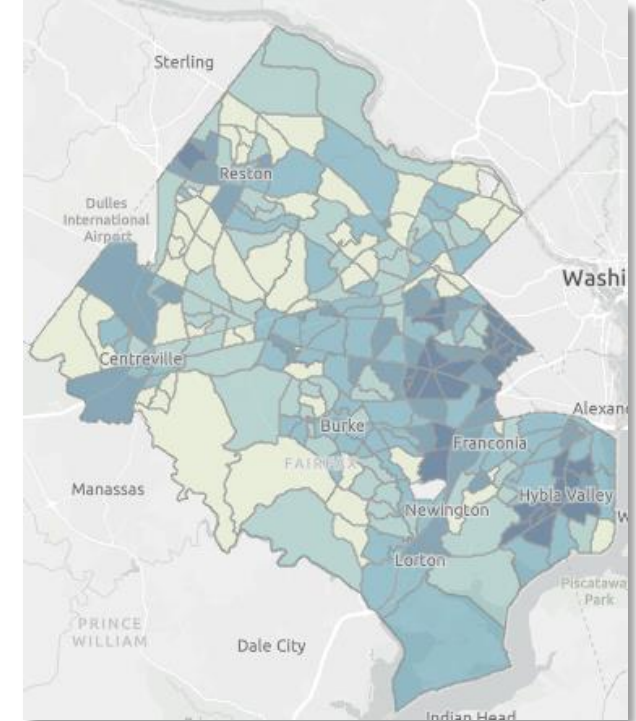 Sterling
Reston
Dulles
International
Airport
Washi
Centreville
Alexan
Burke
Franconia
FAIRFAX
Manassas
Hybla Valley
Newington
W
Lorton
Piscataway
Park
PRINCE
WILLIAM
Dale City
Indian Head